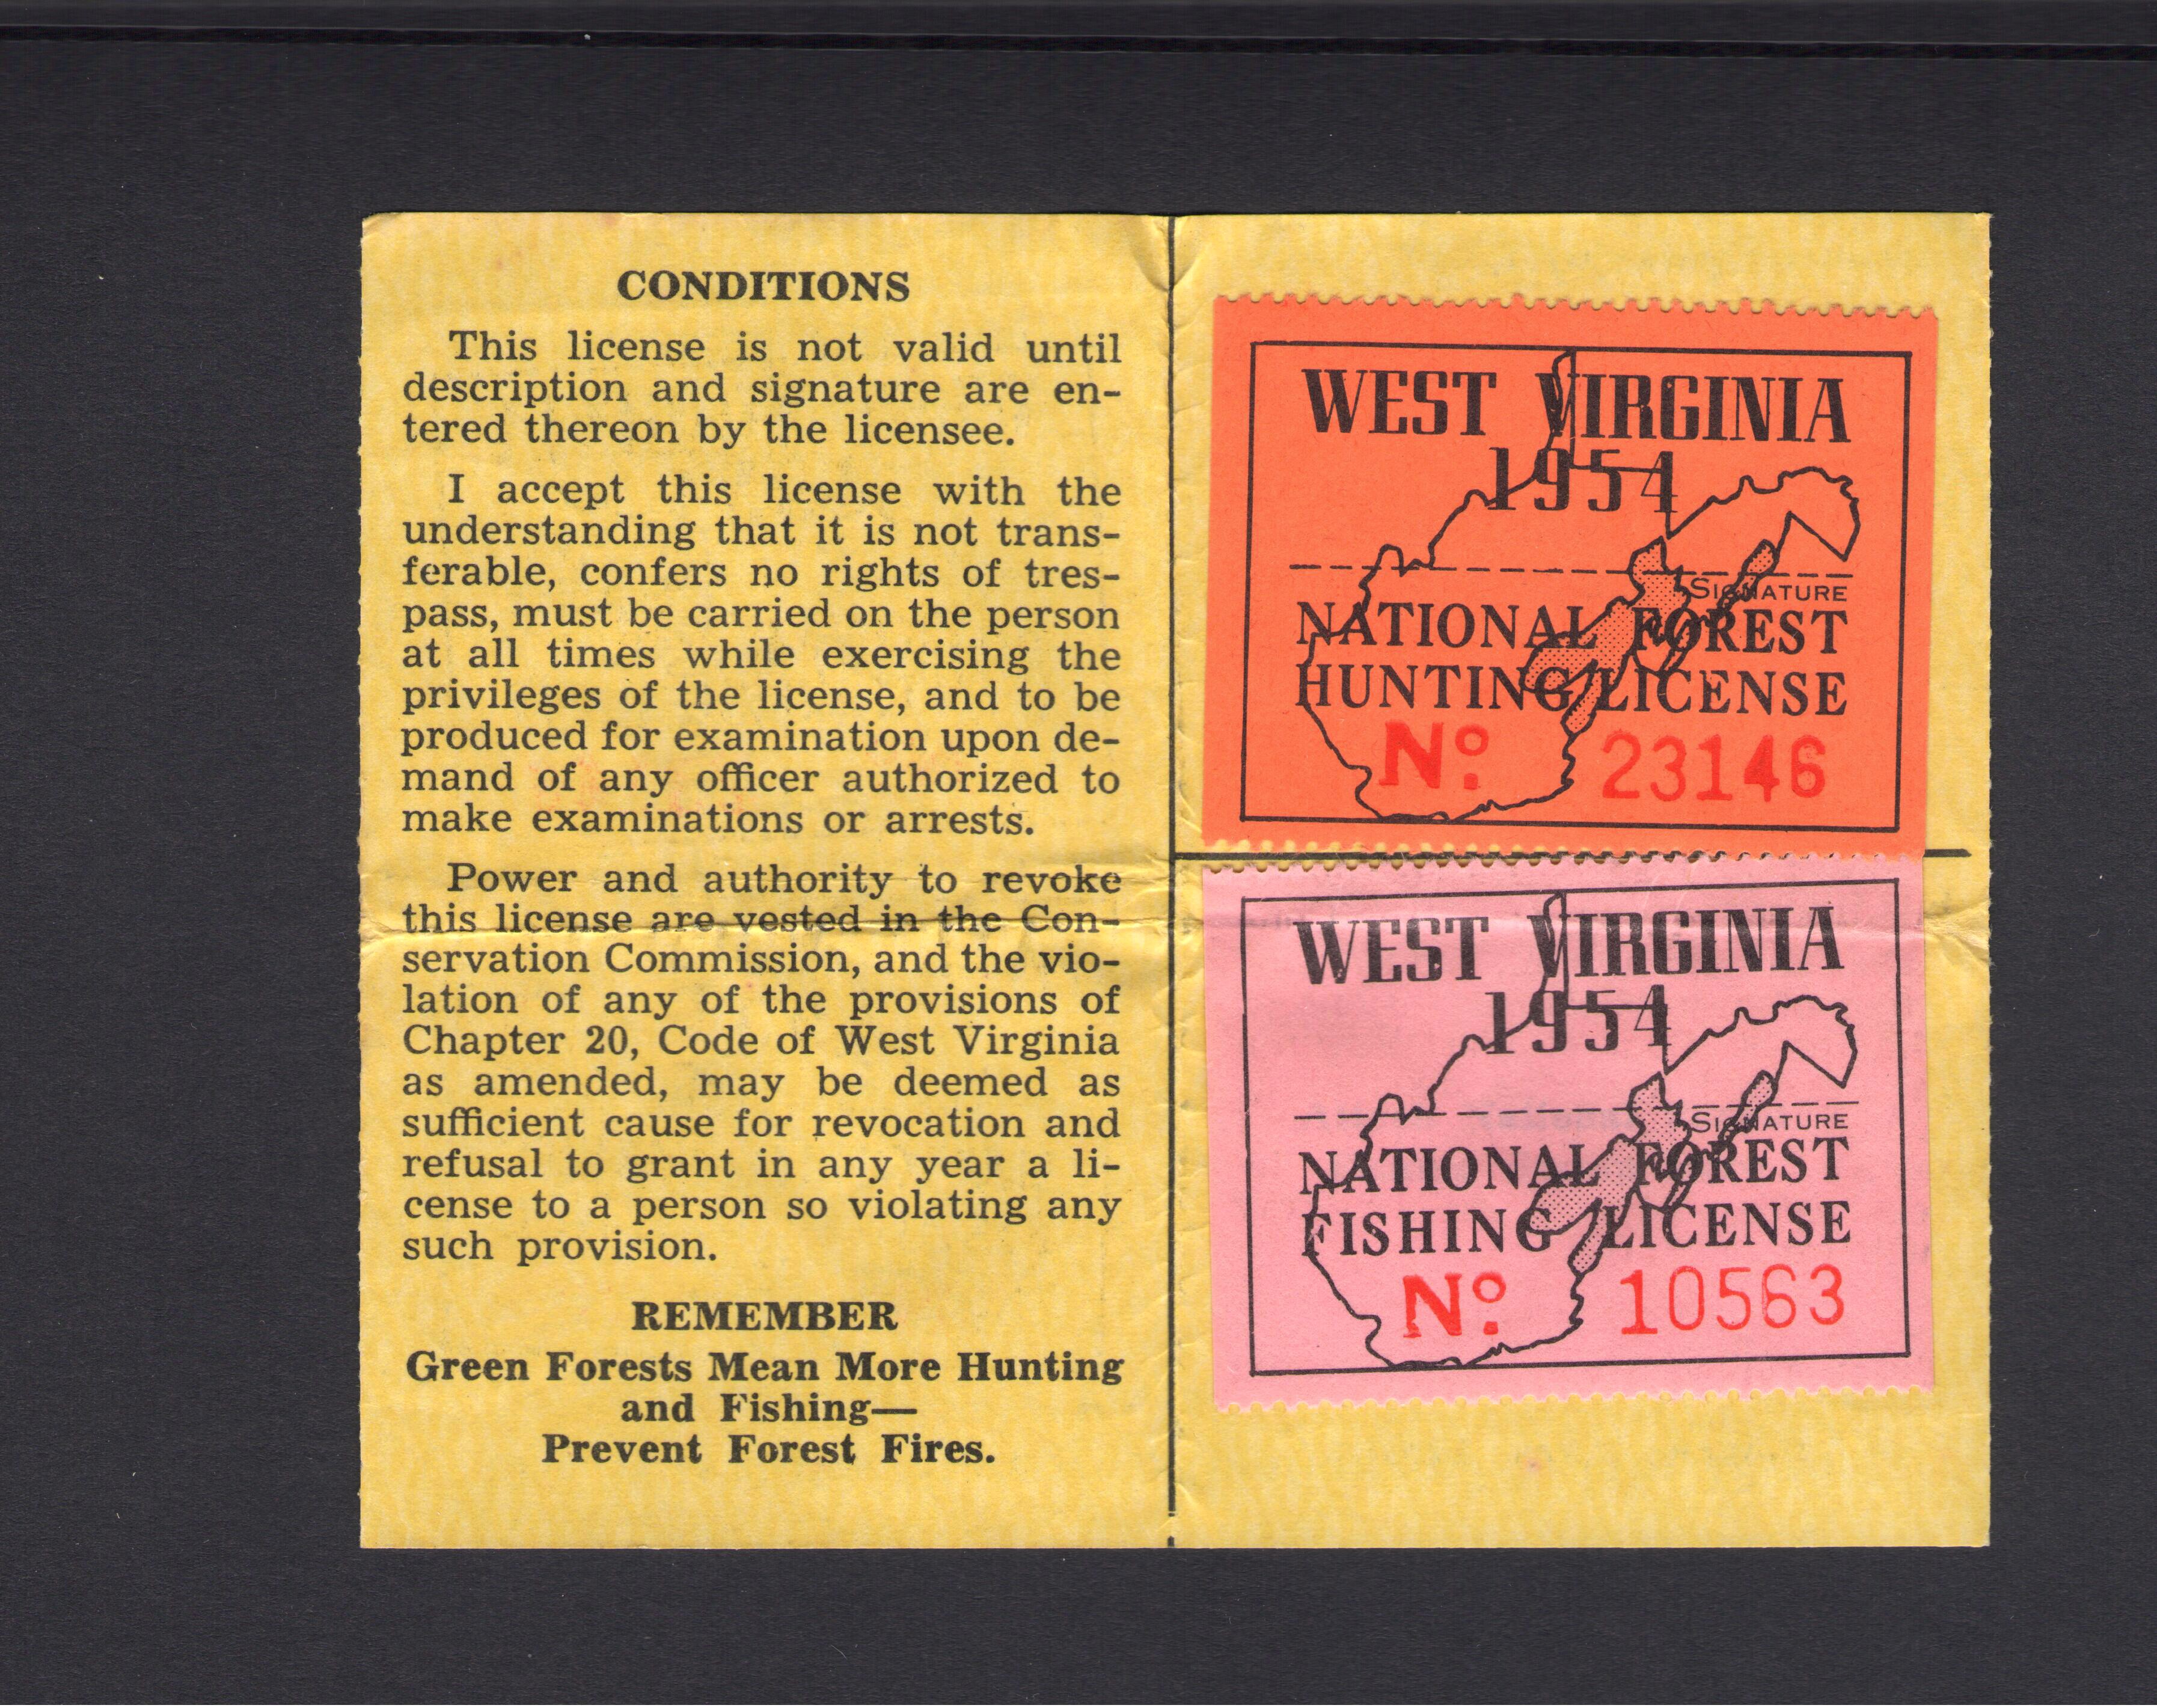 CONDITIONS
This license is not valid until
description and signature are en-
tered thereon by the licensee.
I accept this license with the
understanding that it is not trans-
ferable, confers no rights of tres-
pass, must be carried on the person
at all times while exercising the
privileges of the license, and to be
produced for examination upon de-
mand of any officer authorized to
make examinations or arrests.
Power and authority to revoke
this license are vested in the Con-
servation Commission, and the vio-
lation of any of the provisions of
Chapter 20, Code of West Virginia
as amended, may be deemed as
sufficient cause for revocation and
refusal to grant in any year a li-
cense to a person so violating any
such provision.
REMEMBER
Green Forests Mean More Hunting
and Fishing—
Prevent Forest Fires.
WEST VIRGINIA
1954
SIGNATURE
NATIONAL FOREST
HUNTING LICENSE
No. 23146
WEST VIRGINIA
1954
SIGNATURE
NATIONAL FOREST
FISHING LICENSE
No. 10563